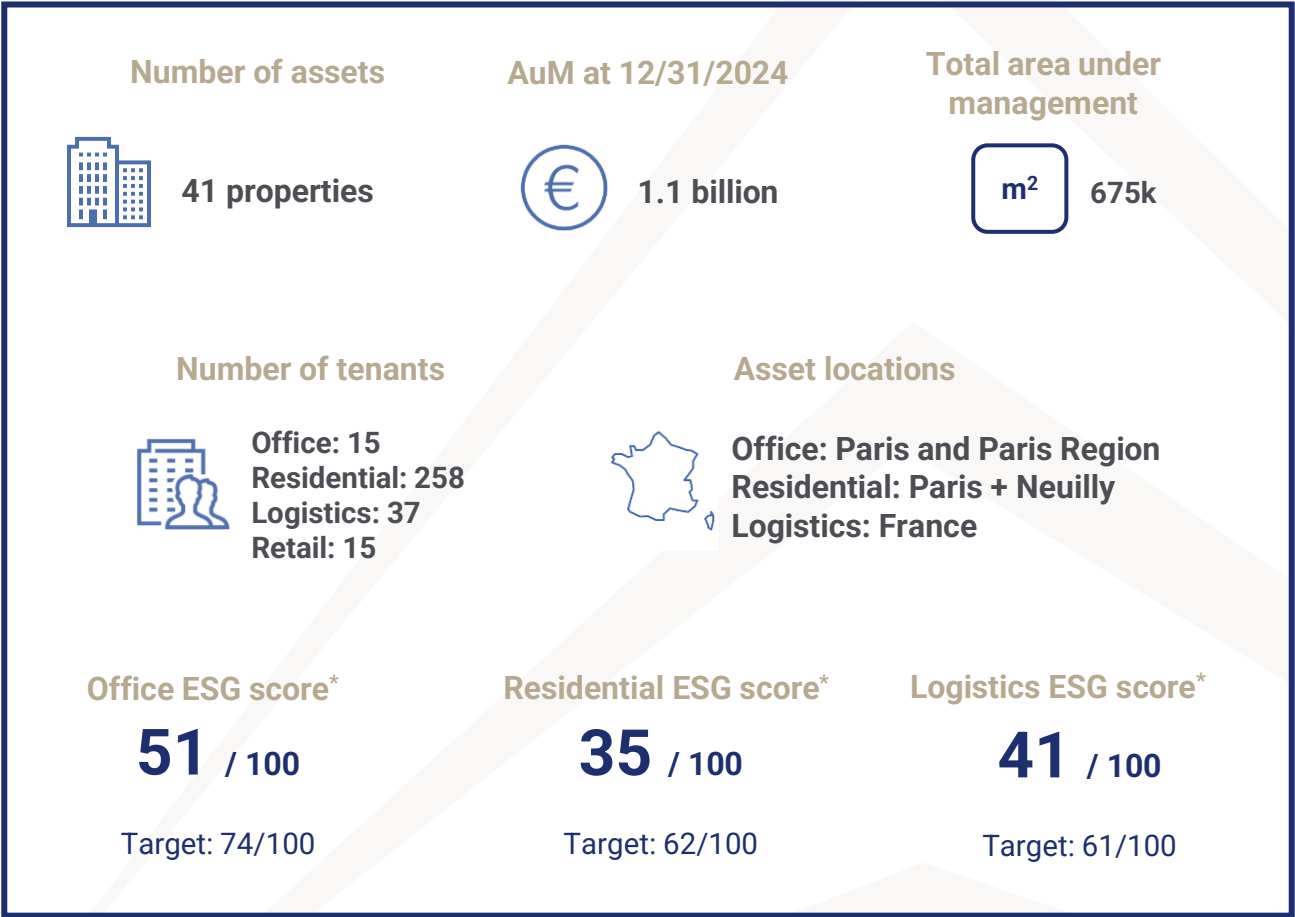 Number of assets
41 properties
AuM at 12/31/2024
€
1.1 billion
Total area under
management
m²
675k
Number of tenants
Office: 15
Residential: 258
Logistics: 37
Retail: 15
Asset locations
Office: Paris and Paris Region
Residential: Paris + Neuilly
Logistics: France
Office ESG score*
51 / 100
Target: 74/100
Residential ESG score*
35 / 100
Target: 62/100
Logistics ESG score*
41 / 100
Target: 61/100